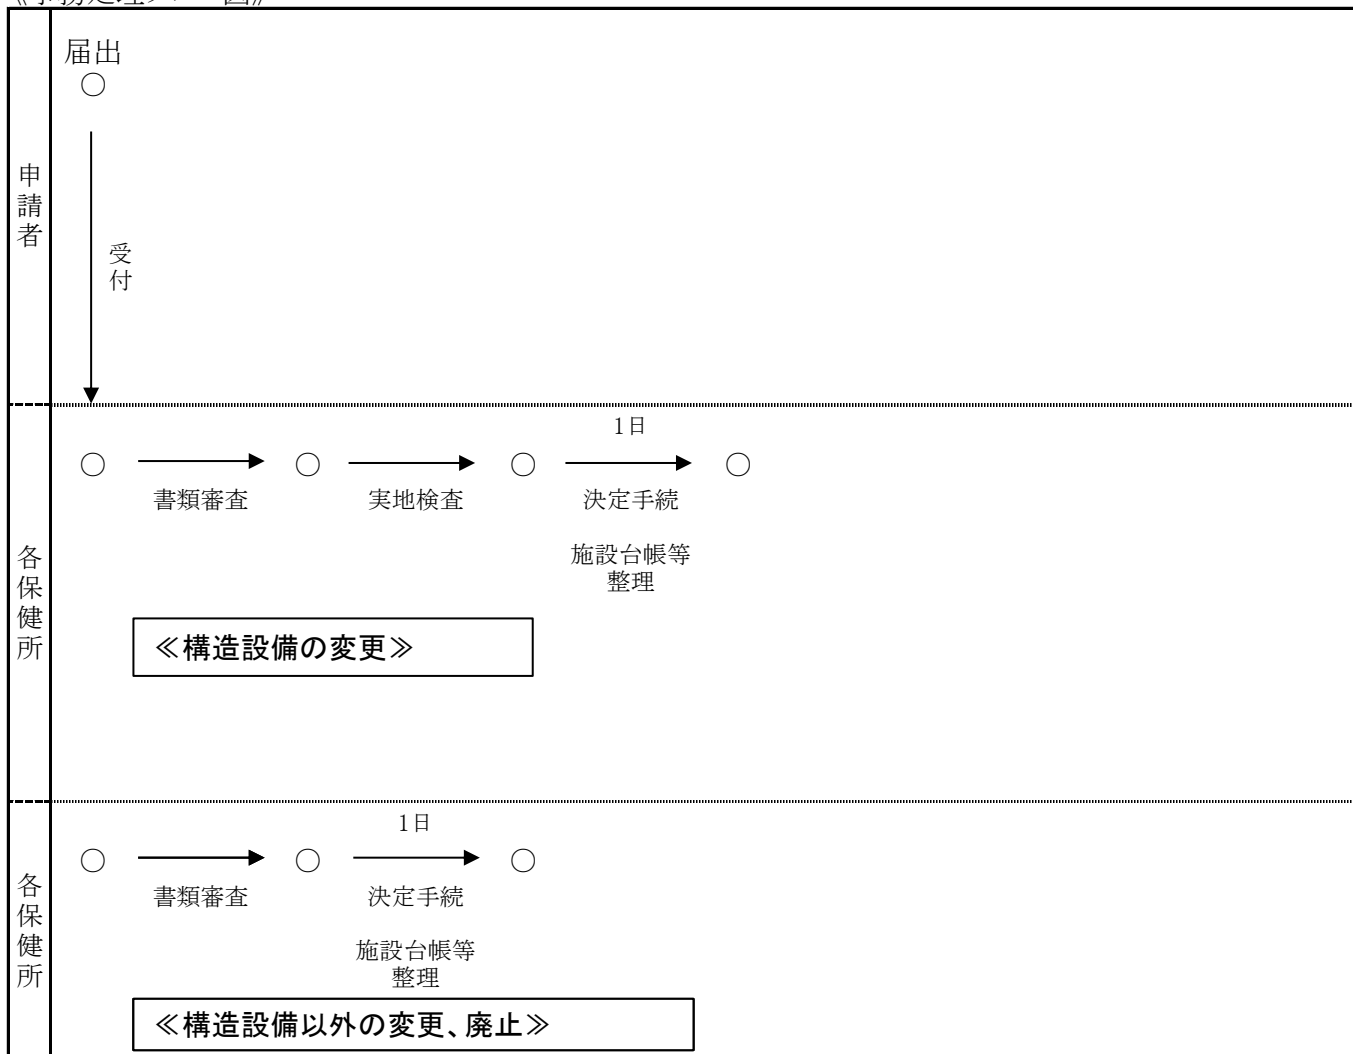 届出
申請者
受付
1日
書類審査
実地検査
決定手続
施設台帳等
整理
各保健所
≪構造設備の変更≫
1日
書類審査
決定手続
施設台帳等
整理
各保健所
≪構造設備以外の変更、廃止≫